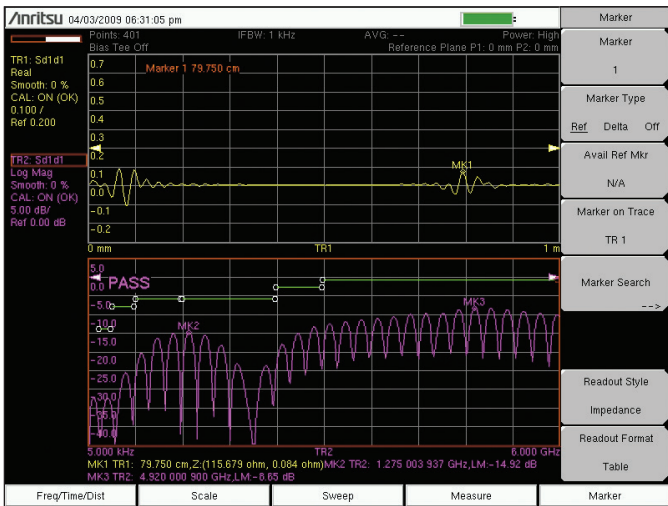 Anritsu 04/03/2009 06:31:05 pm
Marker
Points: 401 IFBW: 1 kHz AVG: -- Power: High
Bias Tee Off Reference Plane P1: 0 mm P2: 0 mm
TR1: Sd1d1
Real
Smooth: 0 %
CAL: ON (OK)
0.100 /
Ref 0.200
TR2: Sd1d1
Log Mag
Smooth: 0 %
CAL: ON (OK)
5.00 dB/
Ref 0.00 dB
0.7
Marker 1 79.750 cm
0.6
0.5
0.4
0.3
0.2
0.1
0.0
-0.1
-0.2
MK1
0 mm TR1 1 m
5.0
0.0
PASS
-5.0
-10.0
-15.0
-20.0
-25.0
-30.0
-35.0
-40.0
MK2
MK3
5.000 kHz TR2 6.000 GHz
MK1 TR1: 79.750 cm,Z:(115.679 ohm, 0.084 ohm)MK2 TR2: 1.275 003 937 GHz,LM:-14.92 dB
MK3 TR2: 4.920 000 900 GHz,LM:-8.65 dB
Marker
1
Marker Type
Ref Delta Off
Avail Ref Mkr
N/A
Marker on Trace
TR 1
Marker Search
-->
Readout Style
Impedance
Readout Format
Table
Freq/Time/Dist Scale Sweep Measure Marker